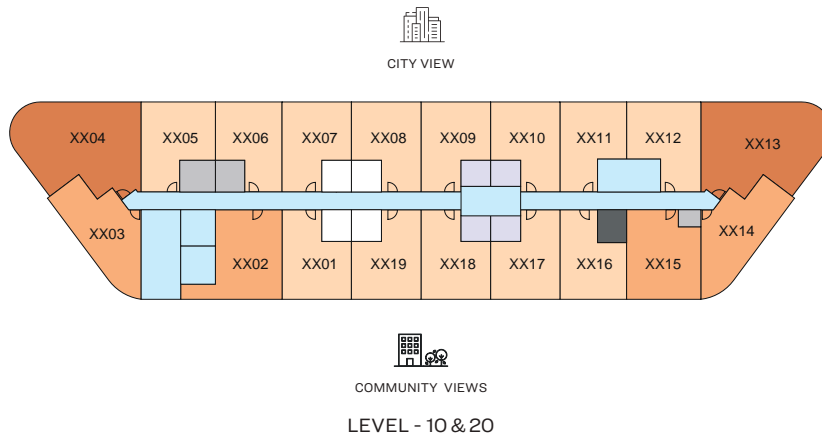 CITY VIEW
XX04
XX05
XX06
XX07
XX08
XX09
XX10
XX11
XX12
XX13
XX03
XX02
XX01
XX19
XX18
XX17
XX16
XX15
XX14
COMMUNITY VIEWS
LEVEL - 10 & 20